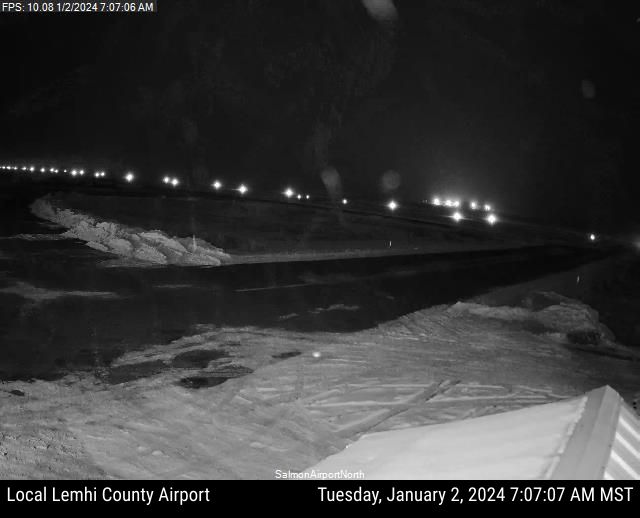 FPS: 10.08 1/2/2024 7:07:06 AM
SalmonAirportNorth
Local Lemhi County Airport
Tuesday, January 2, 2024 7:07:07 AM MST